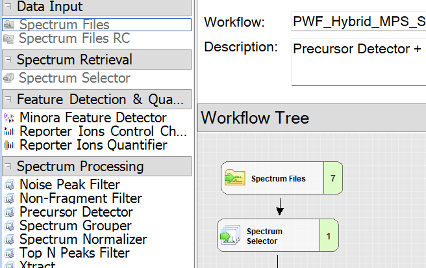 Data Input
Spectrum Files
Spectrum Files RC
Spectrum Retrieval
Spectrum Selector
Feature Detection & Qua...
Minora Feature Detector
Reporter Ions Control Ch...
Reporter Ions Quantifier
Spectrum Processing
Noise Peak Filter
Non-Fragment Filter
Precursor Detector
Spectrum Grouper
Spectrum Normalizer
Top N Peaks Filter
Xtract
Workflow: PWF_Hybrid_MPS_S
Description: Precursor Detector +
Workflow Tree
Spectrum Files 7
Spectrum
Selector 1